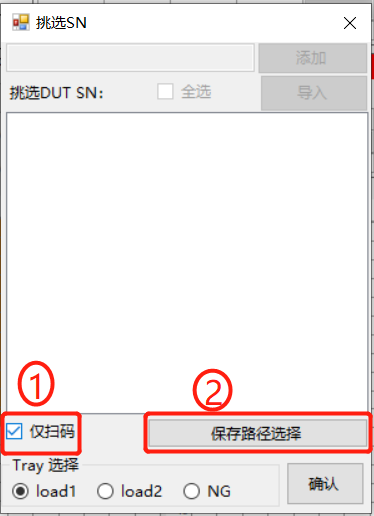 挑选SN
添加
挑选DUT SN:
全选
导入
1
2
仅扫码
保存路径选择
Tray 选择
load1
load2
NG
确认